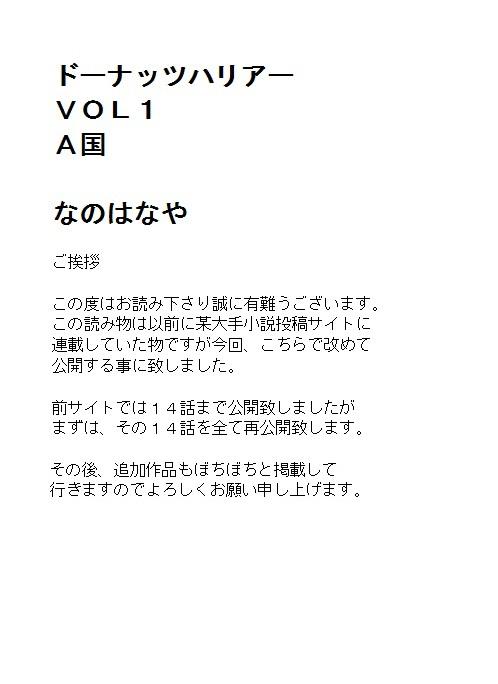 ドーナッツハリアー
ＶＯＬ１
Ａ国
なのはなや
ご挨拶
この度はお読み下さり誠に有難うございます。
この読み物は以前に某大手小説投稿サイトに
連載していた物ですが今回、こちらで改めて
公開する事に致しました。
前サイトでは１４話まで公開致しましたが
まずは、その１４話を全て再公開致します。
その後、追加作品もぼちぼちと掲載して
行きますのでよろしくお願い申し上げます。